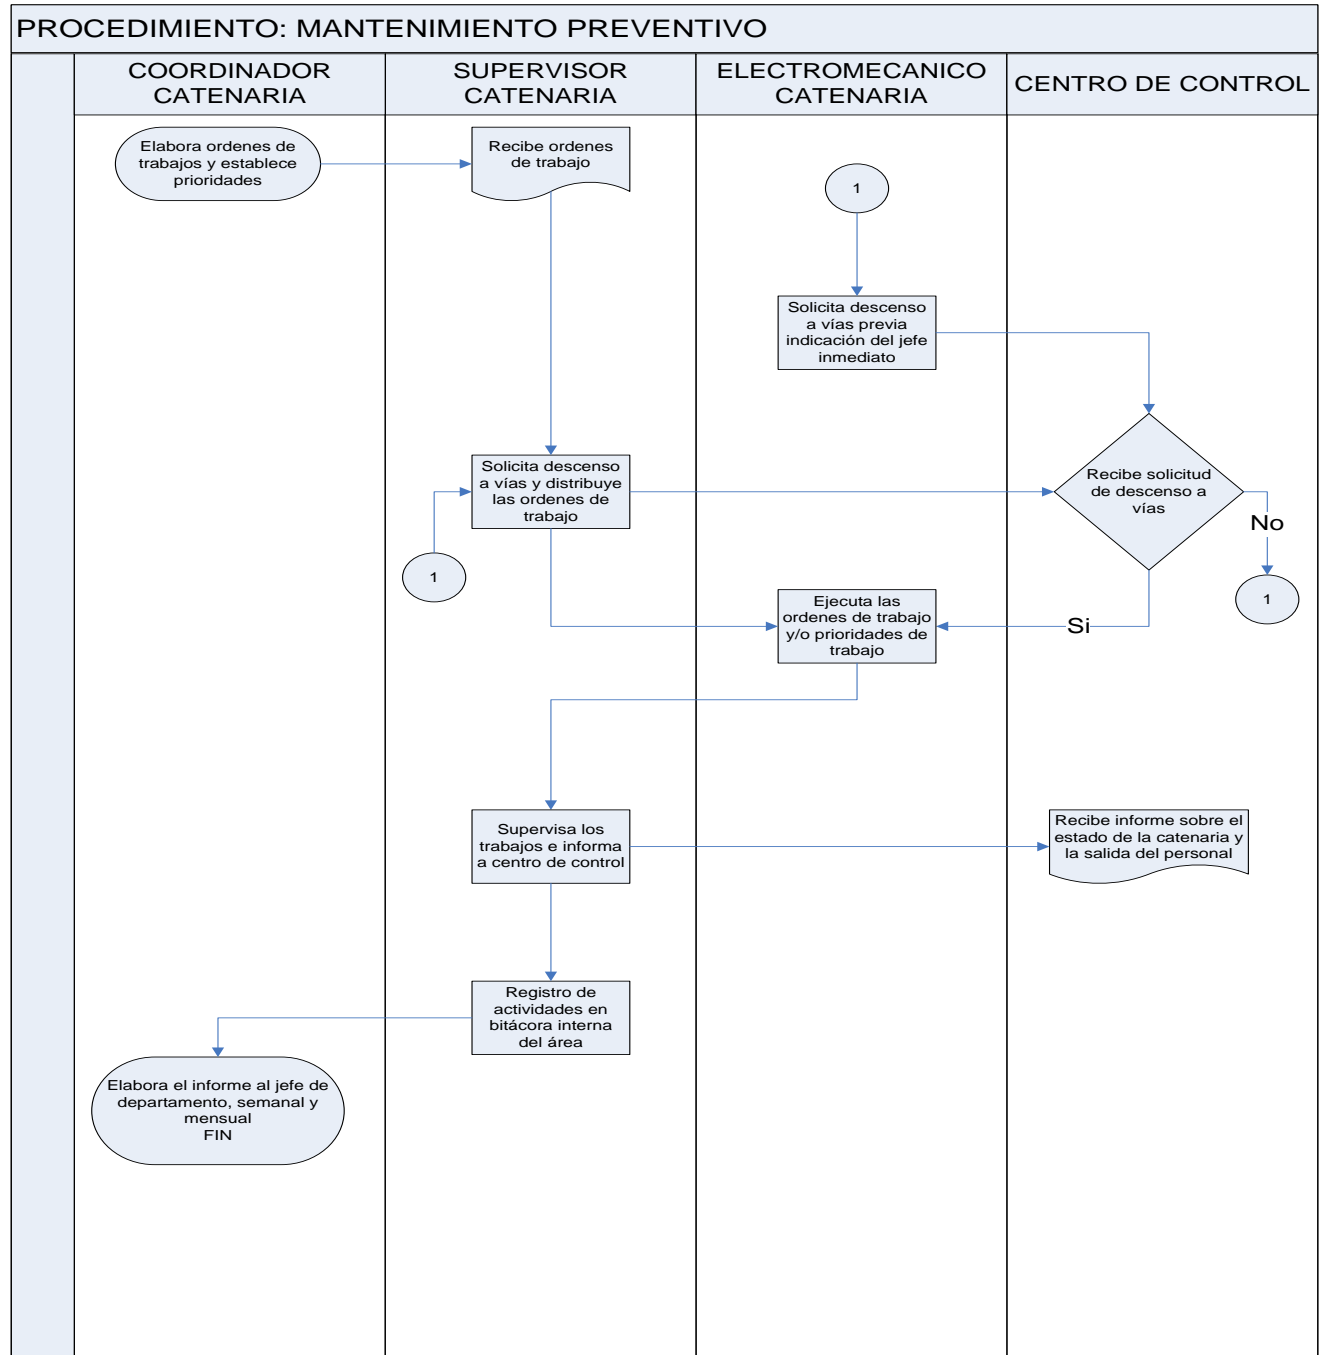 PROCEDIMIENTO: MANTENIMIENTO PREVENTIVO
COORDINADOR
CATENARIA
SUPERVISOR
CATENARIA
ELECTROMECANICO
CATENARIA
CENTRO DE CONTROL
Elabora ordenes de
trabajos y establece
prioridades
Recibe ordenes
de trabajo
1
Solicita descenso
a vías previa
indicación del jefe
inmediato
Solicita descenso
a vías y distribuye
las ordenes de
trabajo
Recibe solicitud
de descenso a
vías
No
1
1
Ejecuta las
ordenes de trabajo
y/o prioridades de
trabajo
Si
Supervisa los
trabajos e informa
a centro de control
Recibe informe sobre el
estado de la catenaria y
la salida del personal
Registro de
actividades en
bitácora interna
del área
Elabora el informe al jefe de
departamento, semanal y
mensual
FIN